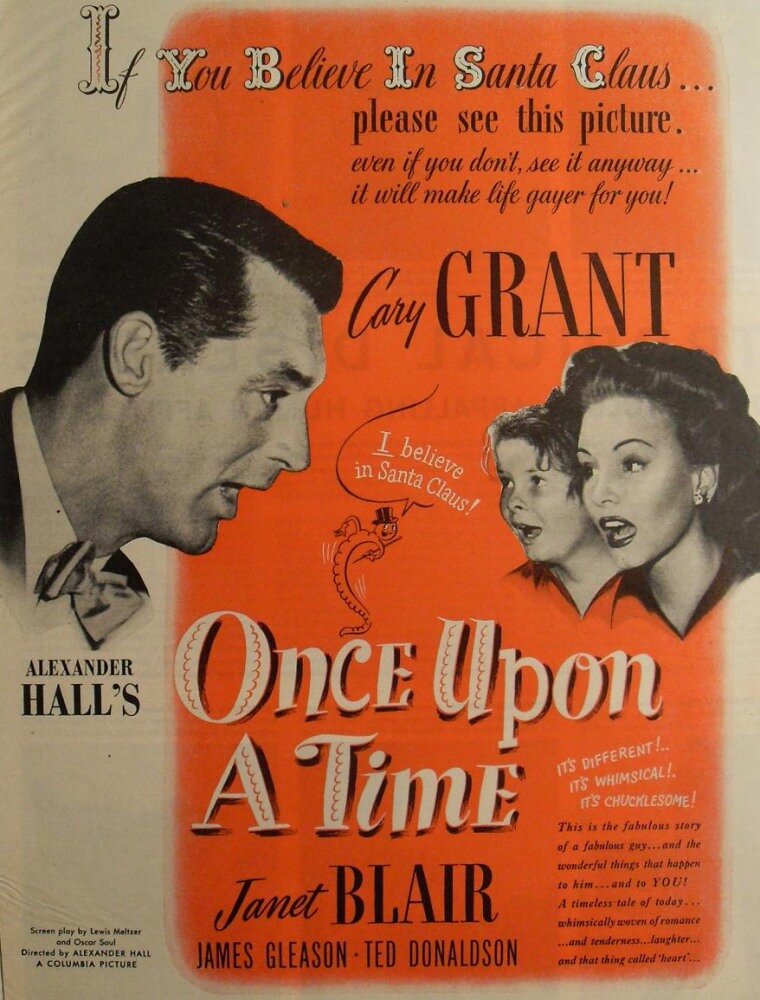 If You Believe In Santa Claus...
please see this picture.
even if you don't, see it anyway...
it will make life gayer for you!
Cary GRANT
I believe
in Santa Claus!
ALEXANDER
HALL'S
ONCE Upon
A Time
IT'S DIFFERENT!..
IT'S WHIMSICAL!.
IT'S CHUCKLESOME!
This is the fabulous story
of a fabulous guy...and the
wonderful things that happen
to him...and to YOU!
A timeless tale of today...
whimsically woven of romance
...and tenderness...laughter...
and that thing called 'heart'...
Janet BLAIR
JAMES GLEASON · TED DONALDSON
Screen play by Lewis Meltzer
and Oscar Saul
Directed by ALEXANDER HALL
A COLUMBIA PICTURE